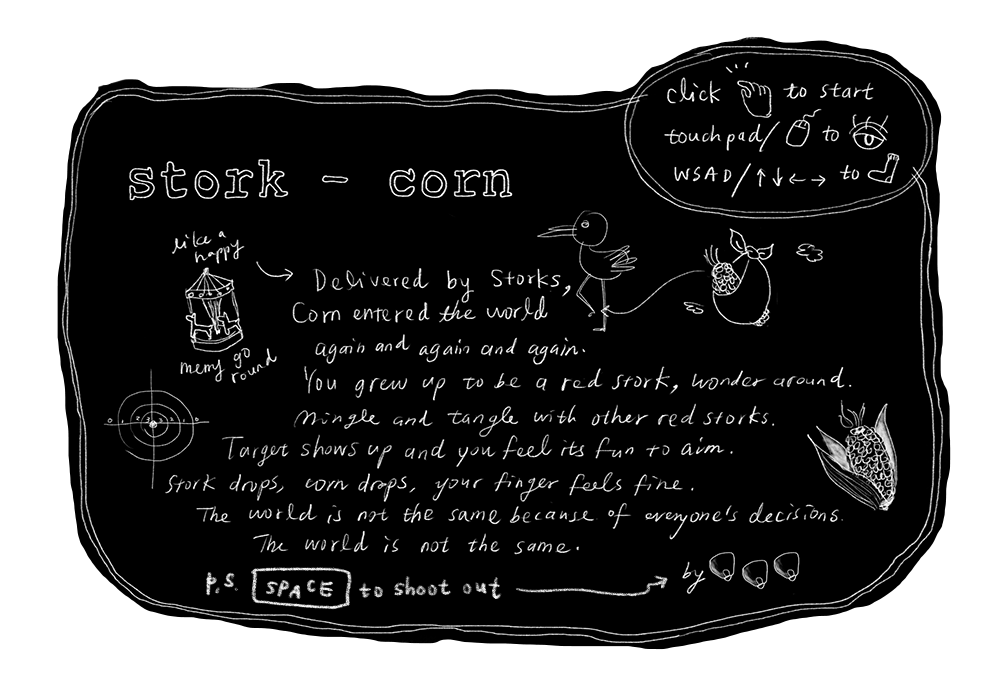 click to start
touchpad/ to
WSAD/↑↓←→ to
stork - corn
like a
happy
merry go
round
Delivered by Storks,
Corn entered the world
again and again and again.
You grew up to be a red stork, wonder around.
Mingle and tangle with other red storks.
Target shows up and you feel its fun to aim.
Stork drops, corn drops, your finger feels fine.
The world is not the same because of everyone's decisions.
The world is not the same.
p.s. SPACE to shoot out
by